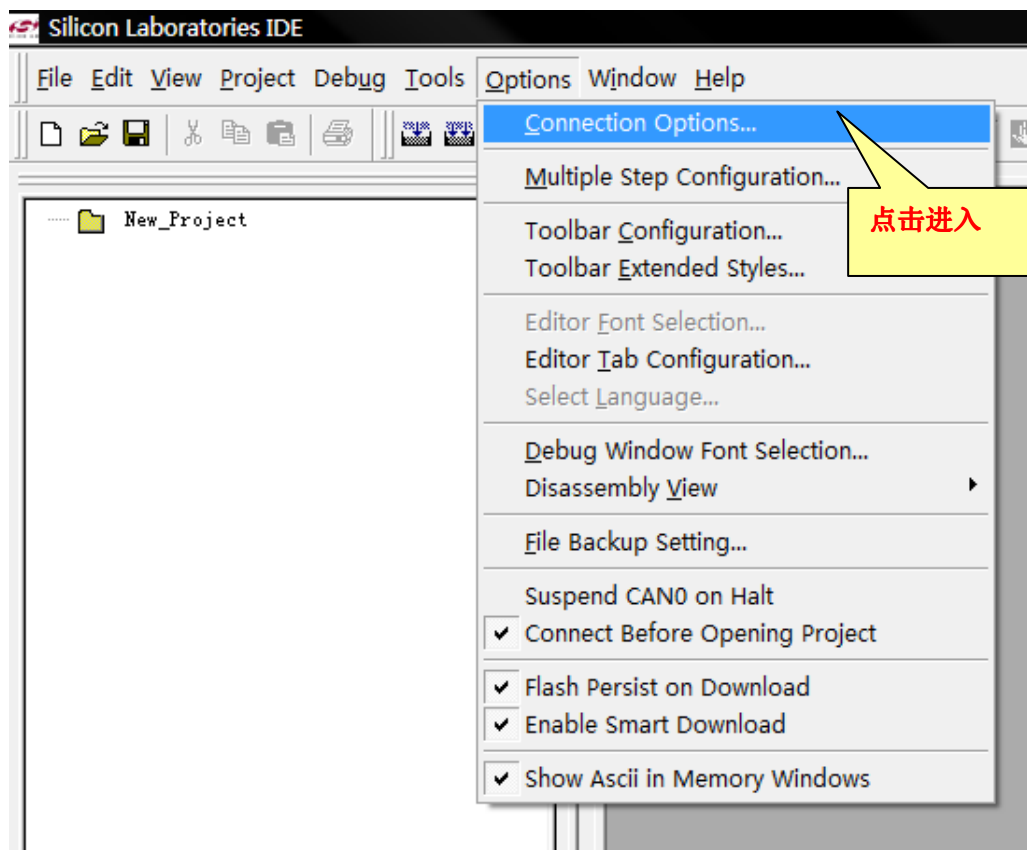 Silicon Laboratories IDE
File Edit View Project Debug Tools Options Window Help
Connection Options...
Multiple Step Configuration...
点击进入
New_Project
Toolbar Configuration...
Toolbar Extended Styles...
Editor Font Selection...
Editor Tab Configuration...
Select Language...
Debug Window Font Selection...
Disassembly View
File Backup Setting...
Suspend CAN0 on Halt
Connect Before Opening Project
Flash Persist on Download
Enable Smart Download
Show Ascii in Memory Windows